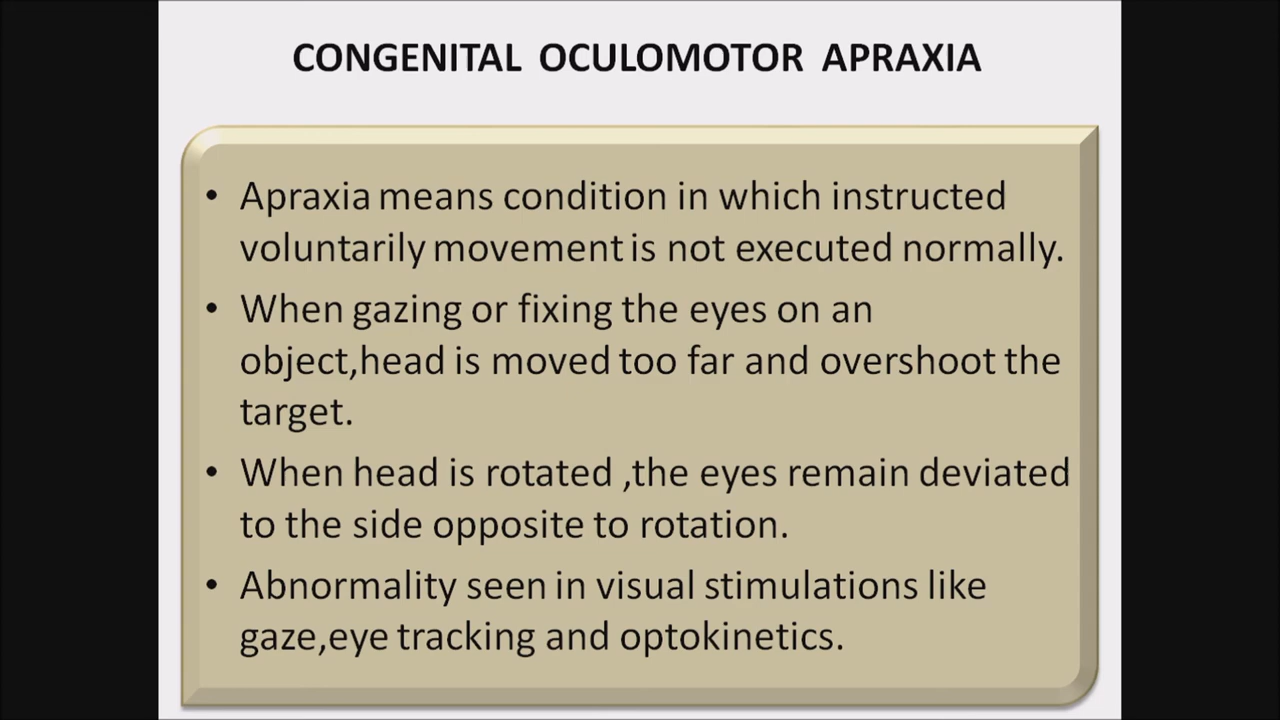 CONGENITAL OCULOMOTOR APRAXIA
• Apraxia means condition in which instructed
voluntarily movement is not executed normally.
• When gazing or fixing the eyes on an
object,head is moved too far and overshoot the
target.
• When head is rotated ,the eyes remain deviated
to the side opposite to rotation.
• Abnormality seen in visual stimulations like
gaze,eye tracking and optokinetics.